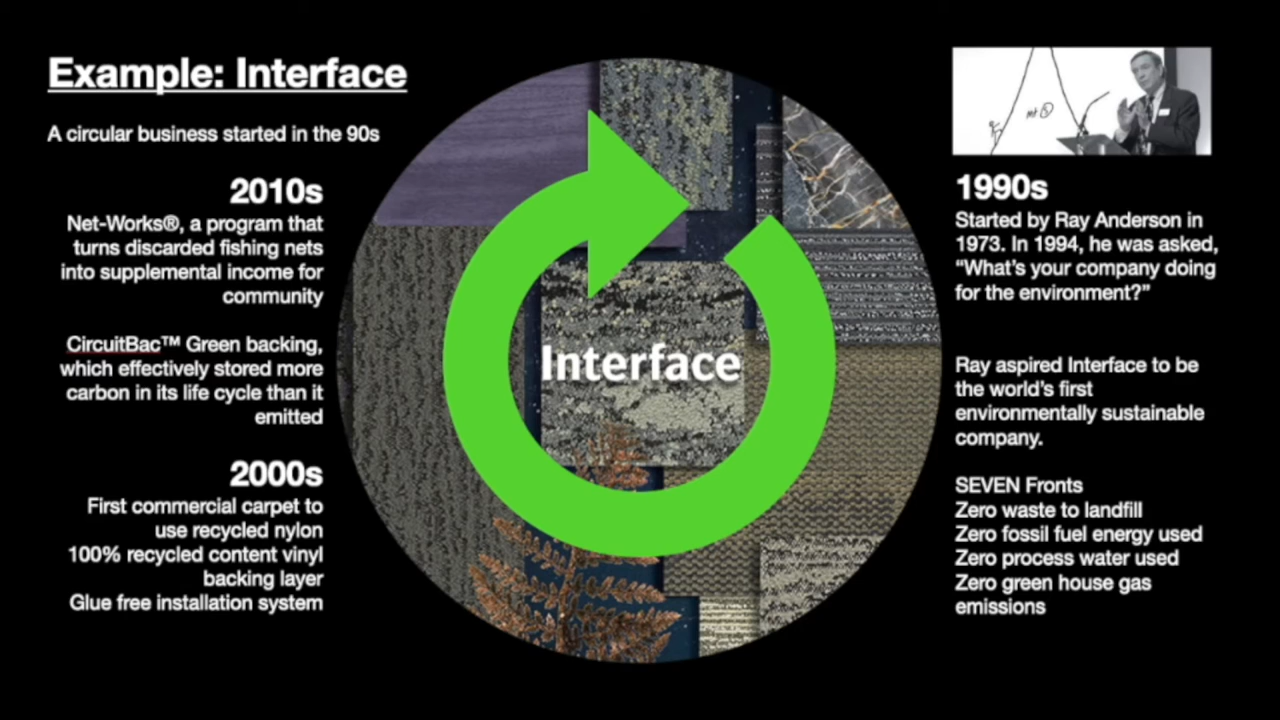 Example: Interface
A circular business started in the 90s
2010s
Net-Works®, a program that
turns discarded fishing nets
into supplemental income for
community
CircuitBac™ Green backing,
which effectively stored more
carbon in its life cycle than it
emitted
2000s
First commercial carpet to
use recycled nylon
100% recycled content vinyl
backing layer
Glue free installation system
Interface
1990s
Started by Ray Anderson in
1973. In 1994, he was asked,
“What’s your company doing
for the environment?”
Ray aspired Interface to be
the world’s first
environmentally sustainable
company.
SEVEN Fronts
Zero waste to landfill
Zero fossil fuel energy used
Zero process water used
Zero green house gas
emissions